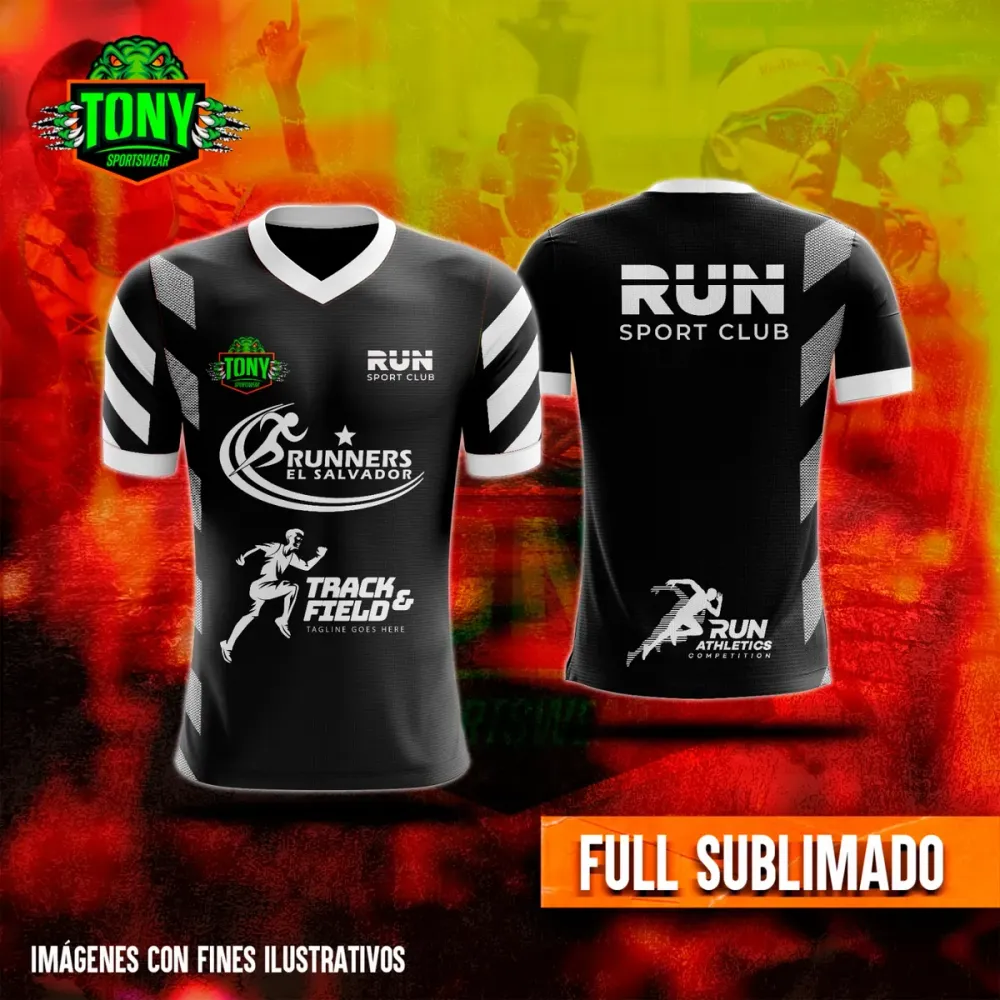 TONY
SPORTSWEAR
RUN
SPORT CLUB
TONY
SPORTSWEAR
RUN
SPORT CLUB
RUNNERS
EL SALVADOR
TRACK &
FIELD
TAGLINE GOES HERE
RUN
ATHLETICS
COMPETITION
FULL SUBLIMADO
IMÁGENES CON FINES ILUSTRATIVOS